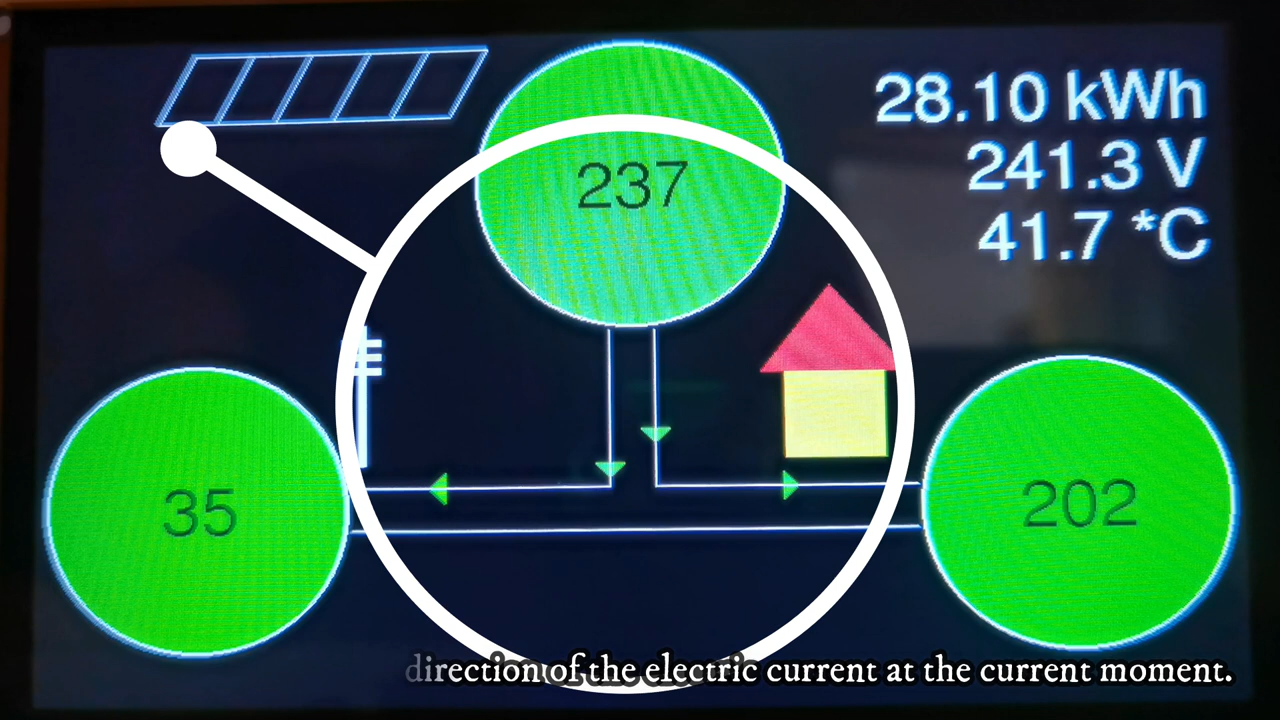 28.10 kWh
241.3 V
41.7 *C
237
35
202
direction of the electric current at the current moment.